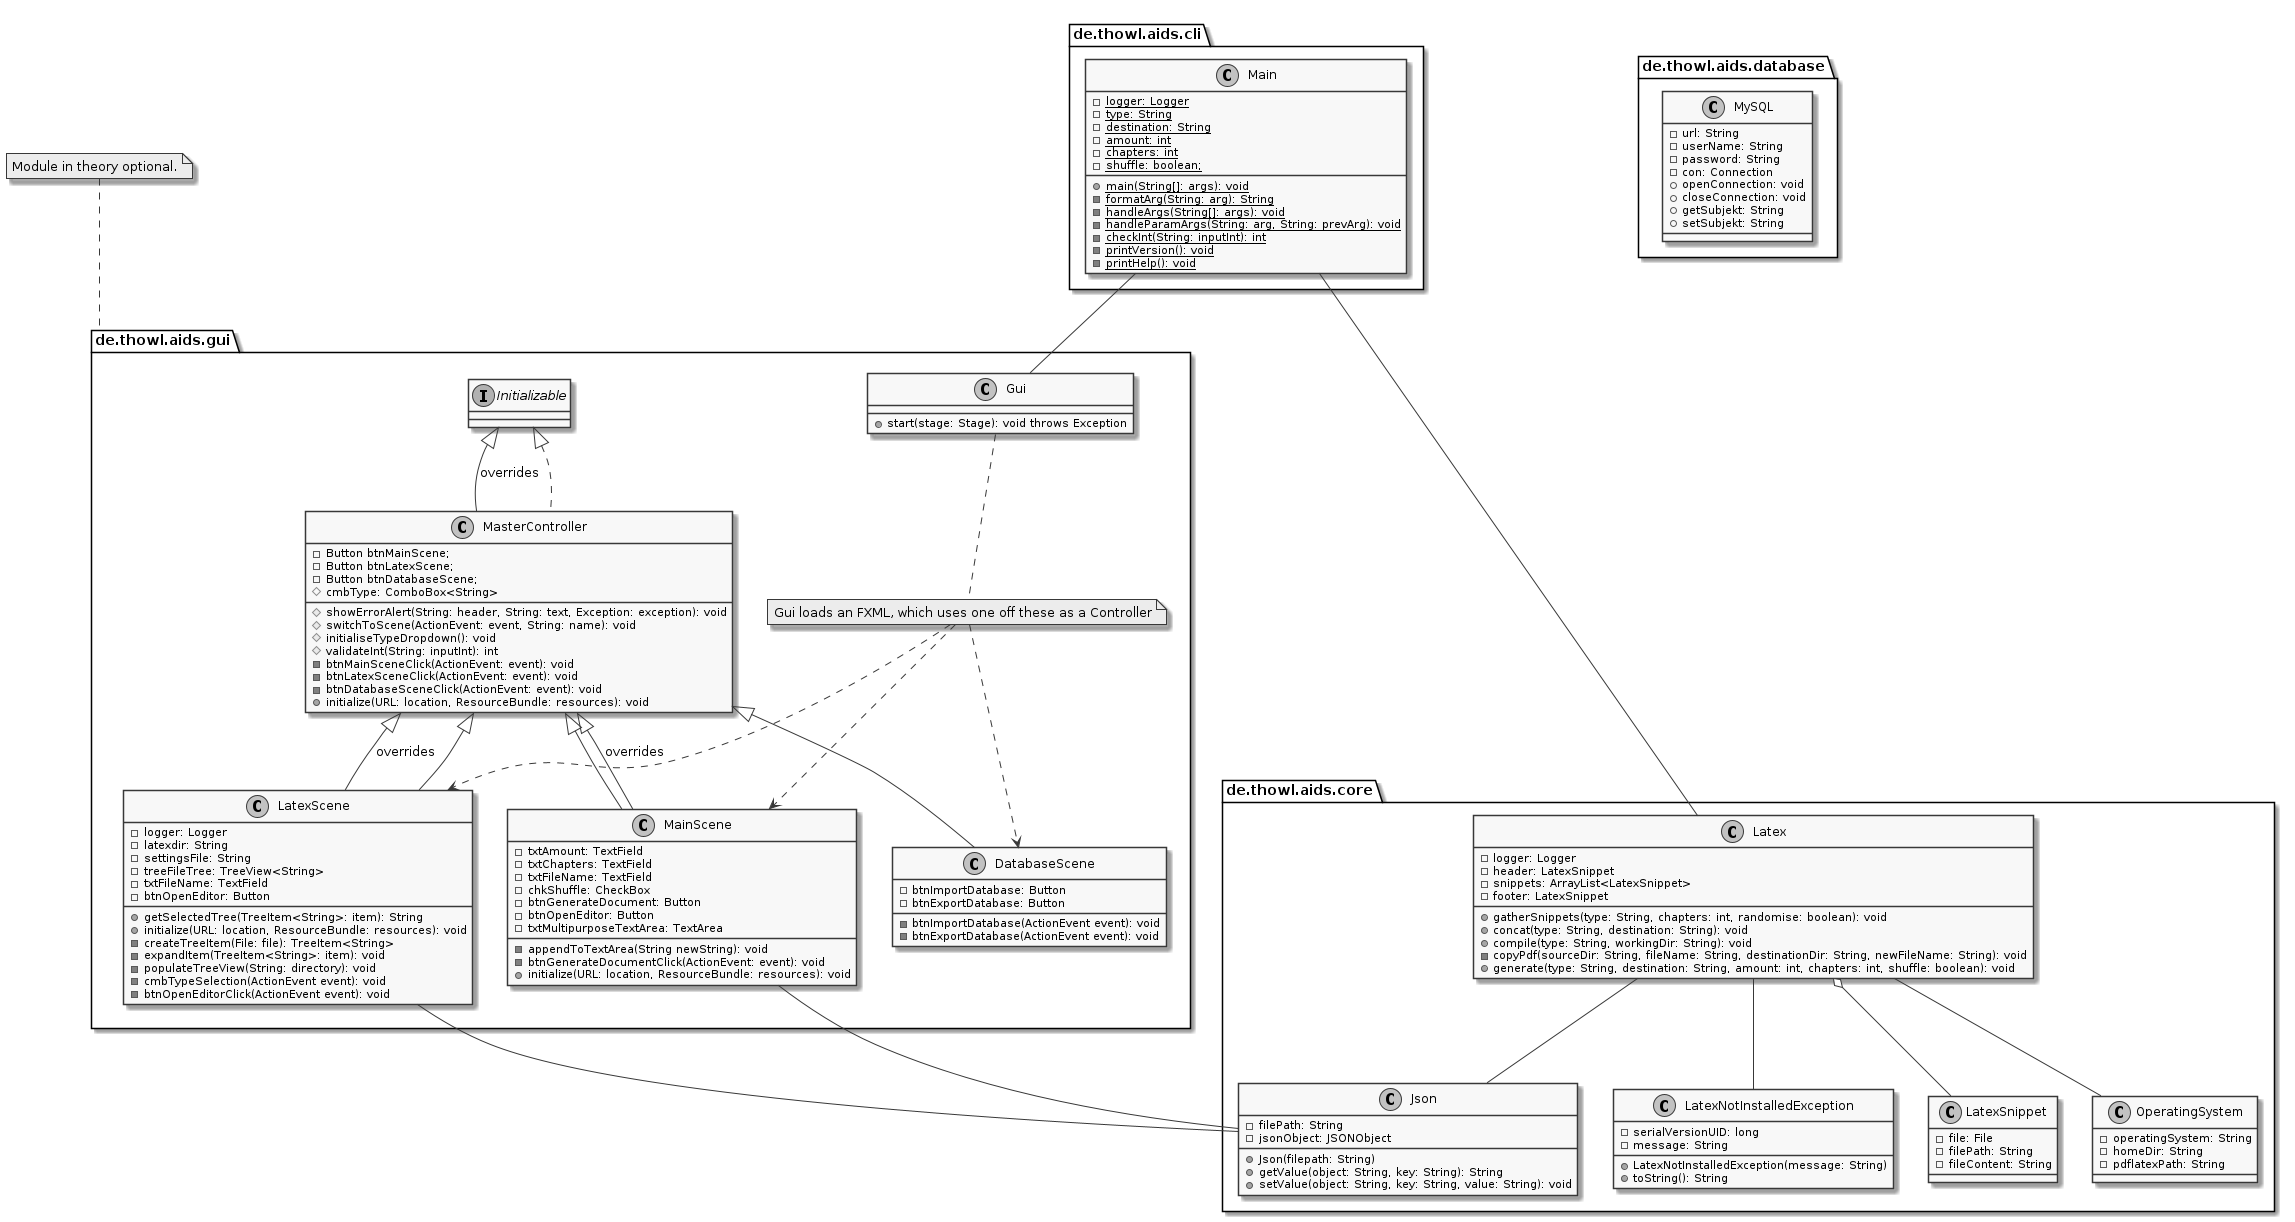 de.thowl.aids.cli
C Main
logger: Logger
type: String
destination: String
amount: int
chapters: int
shuffle: boolean;
main(String[]: args): void
formatArg(String: arg): String
handleArgs(String[]: args): void
handleParamArgs(String: arg, String: prevArg): void
checkInt(String: inputInt): int
printVersion(): void
printHelp(): void
de.thowl.aids.database
C MySQL
url: String
userName: String
password: String
con: Connection
openConnection: void
closeConnection: void
getSubjekt: String
setSubjekt: String
Module in theory optional.
de.thowl.aids.gui
I Initializable
C Gui
start(stage: Stage): void throws Exception
overrides
C MasterController
Button btnMainScene;
Button btnLatexScene;
Button btnDatabaseScene;
cmbType: ComboBox<String>
showErrorAlert(String: header, String: text, Exception: exception): void
switchToScene(ActionEvent: event, String: name): void
initialiseTypeDropdown(): void
validateInt(String: inputInt): int
btnMainSceneClick(ActionEvent: event): void
btnLatexSceneClick(ActionEvent: event): void
btnDatabaseSceneClick(ActionEvent: event): void
initialize(URL: location, ResourceBundle: resources): void
Gui loads an FXML, which uses one off these as a Controller
overrides
overrides
C LatexScene
logger: Logger
latexdir: String
settingsFile: String
treeFileTree: TreeView<String>
txtFileName: TextField
btnOpenEditor: Button
getSelectedTree(TreeItem<String>: item): String
initialize(URL: location, ResourceBundle: resources): void
createTreeItem(File: file): TreeItem<String>
expandItem(TreeItem<String>: item): void
populateTreeView(String: directory): void
cmbTypeSelection(ActionEvent event): void
btnOpenEditorClick(ActionEvent event): void
C MainScene
txtAmount: TextField
txtChapters: TextField
txtFileName: TextField
chkShuffle: CheckBox
btnGenerateDocument: Button
btnOpenEditor: Button
txtMultipurposeTextArea: TextArea
appendToTextArea(String newString): void
btnGenerateDocumentClick(ActionEvent: event): void
initialize(URL: location, ResourceBundle: resources): void
C DatabaseScene
btnImportDatabase: Button
btnExportDatabase: Button
btnImportDatabase(ActionEvent event): void
btnExportDatabase(ActionEvent event): void
de.thowl.aids.core
C Latex
logger: Logger
header: LatexSnippet
snippets: ArrayList<LatexSnippet>
footer: LatexSnippet
gatherSnippets(type: String, chapters: int, randomise: boolean): void
concat(type: String, destination: String): void
compile(type: String, workingDir: String): void
copyPdf(sourceDir: String, fileName: String, destinationDir: String, newFileName: String): void
generate(type: String, destination: String, amount: int, chapters: int, shuffle: boolean): void
C Json
filePath: String
jsonObject: JSONObject
Json(filepath: String)
getValue(object: String, key: String): String
setValue(object: String, key: String, value: String): void
C LatexNotInstalledException
serialVersionUID: long
message: String
LatexNotInstalledException(message: String)
toString(): String
C LatexSnippet
file: File
filePath: String
fileContent: String
C OperatingSystem
operatingSystem: String
homeDir: String
pdflatexPath: String